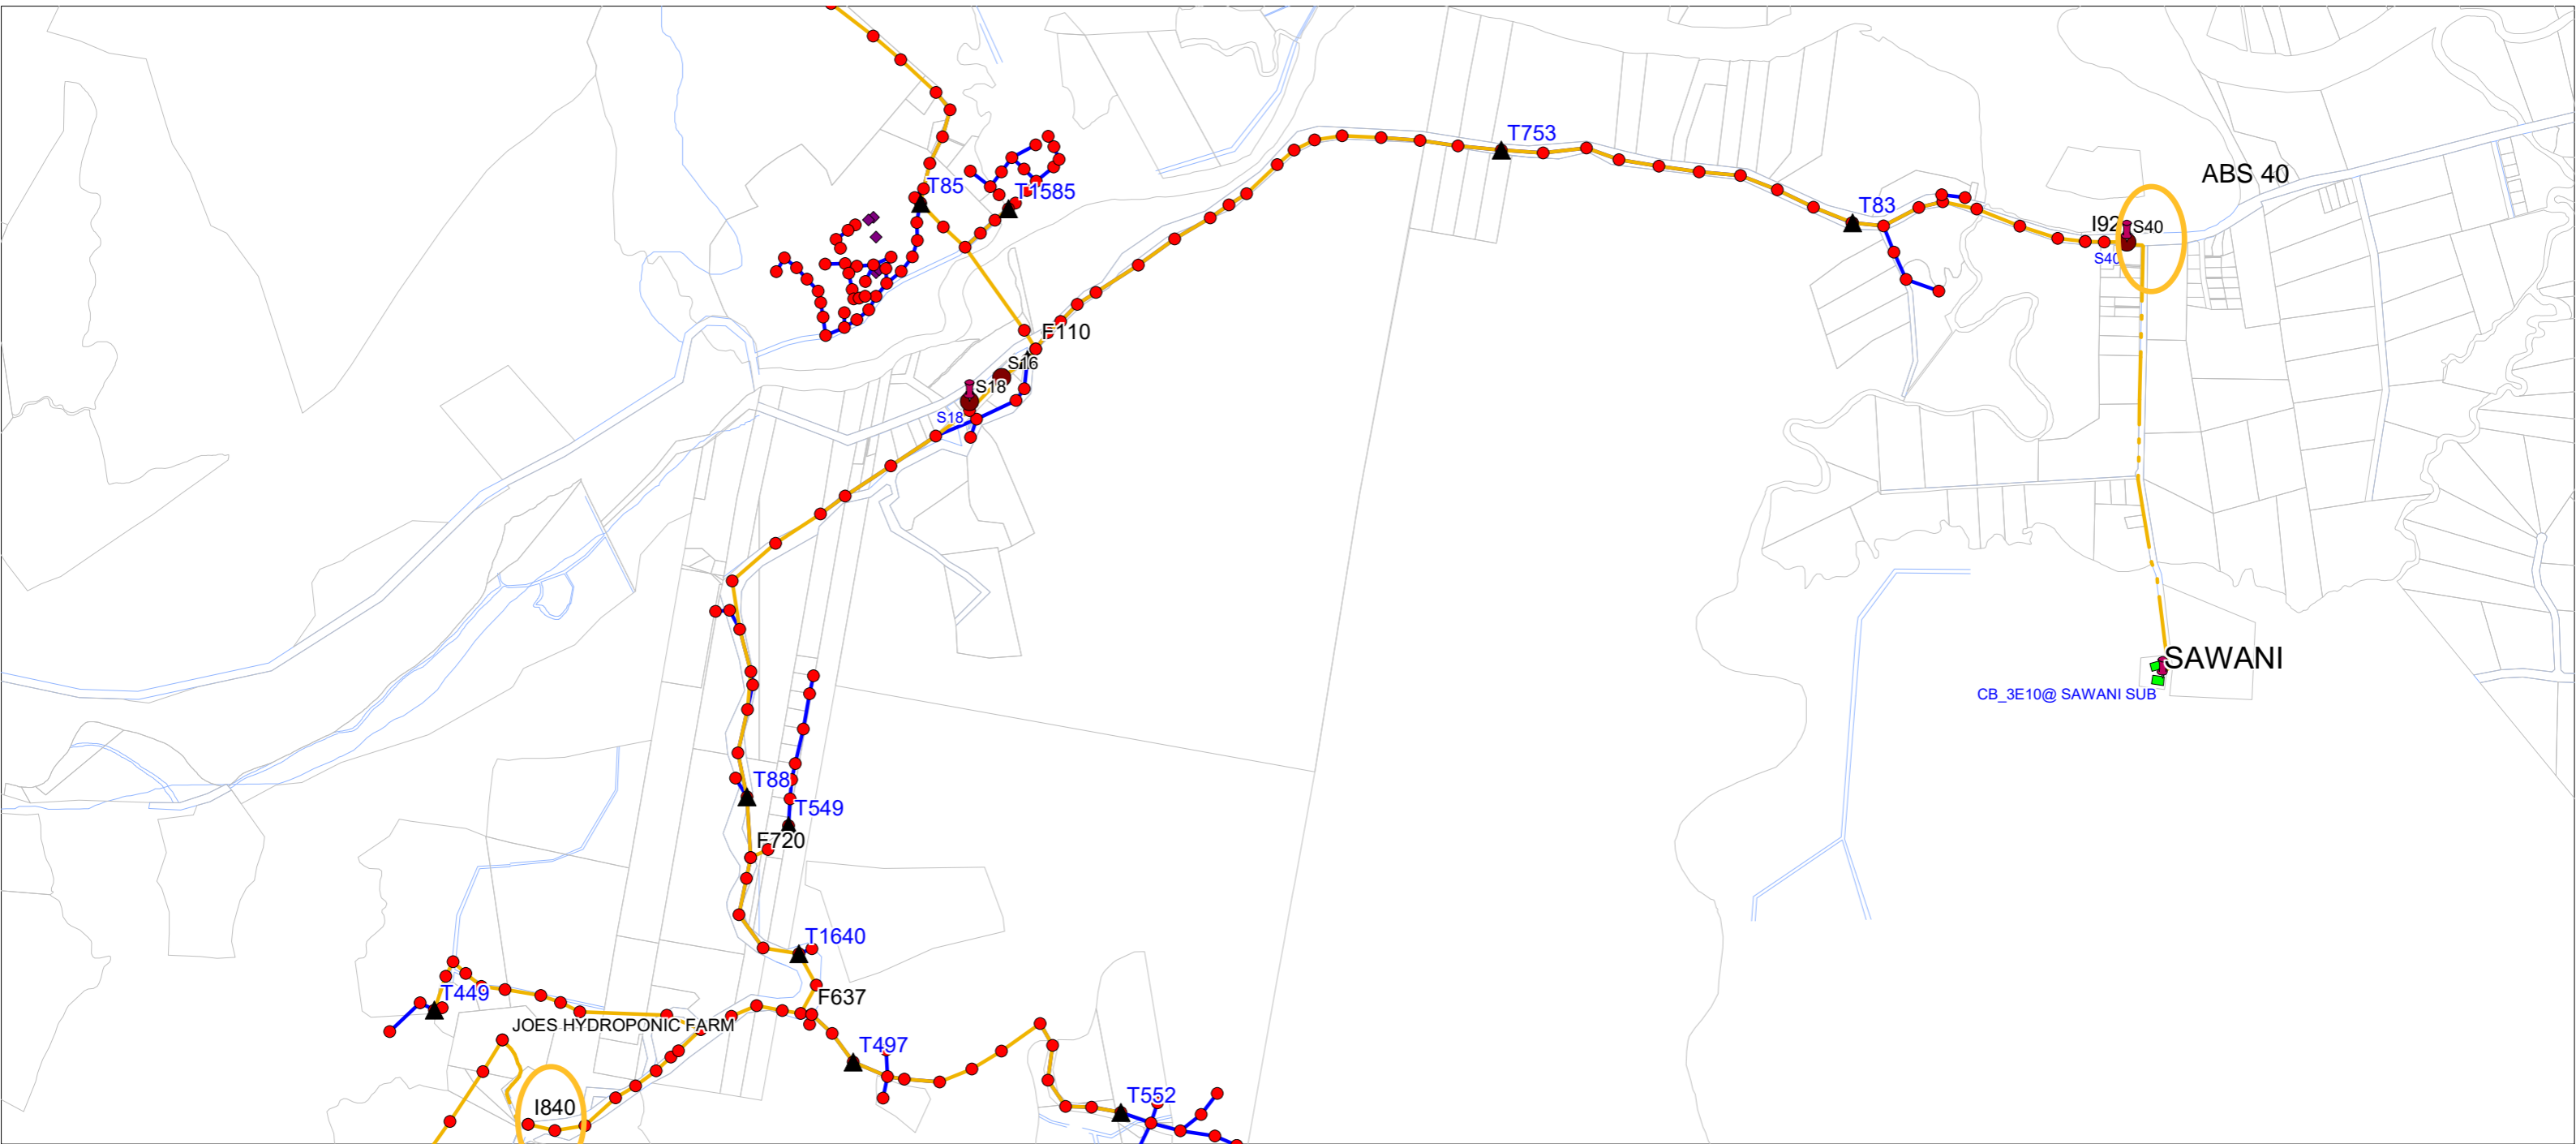 T753
ABS 40
T85
T1585
T83
I92
S40
S40
F110
S16
S18
S18
SAWANI
CB_3E10@ SAWANI SUB
T88
T549
F720
T1640
T449
F637
JOES HYDROPONIC FARM
T497
T552
I840